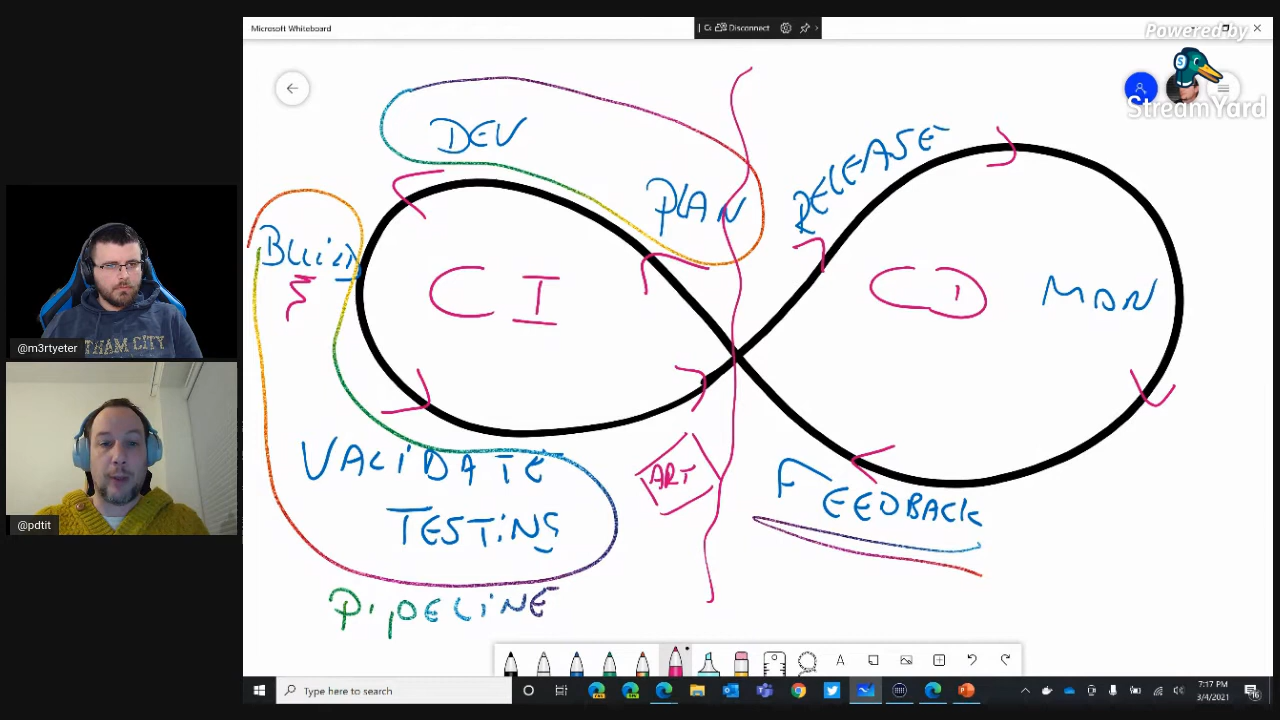 Microsoft Whiteboard
Disconnect
Powered by
StreamYard
DEV
PLAN
RELEASE
Build
CI
CD
MON
@m3rtyeter
THAM CITY
VALIDATE
TESTING
ART
FEEDBACK
@pdtit
PIPELINE
Type here to search
7:17 PM
3/4/2021